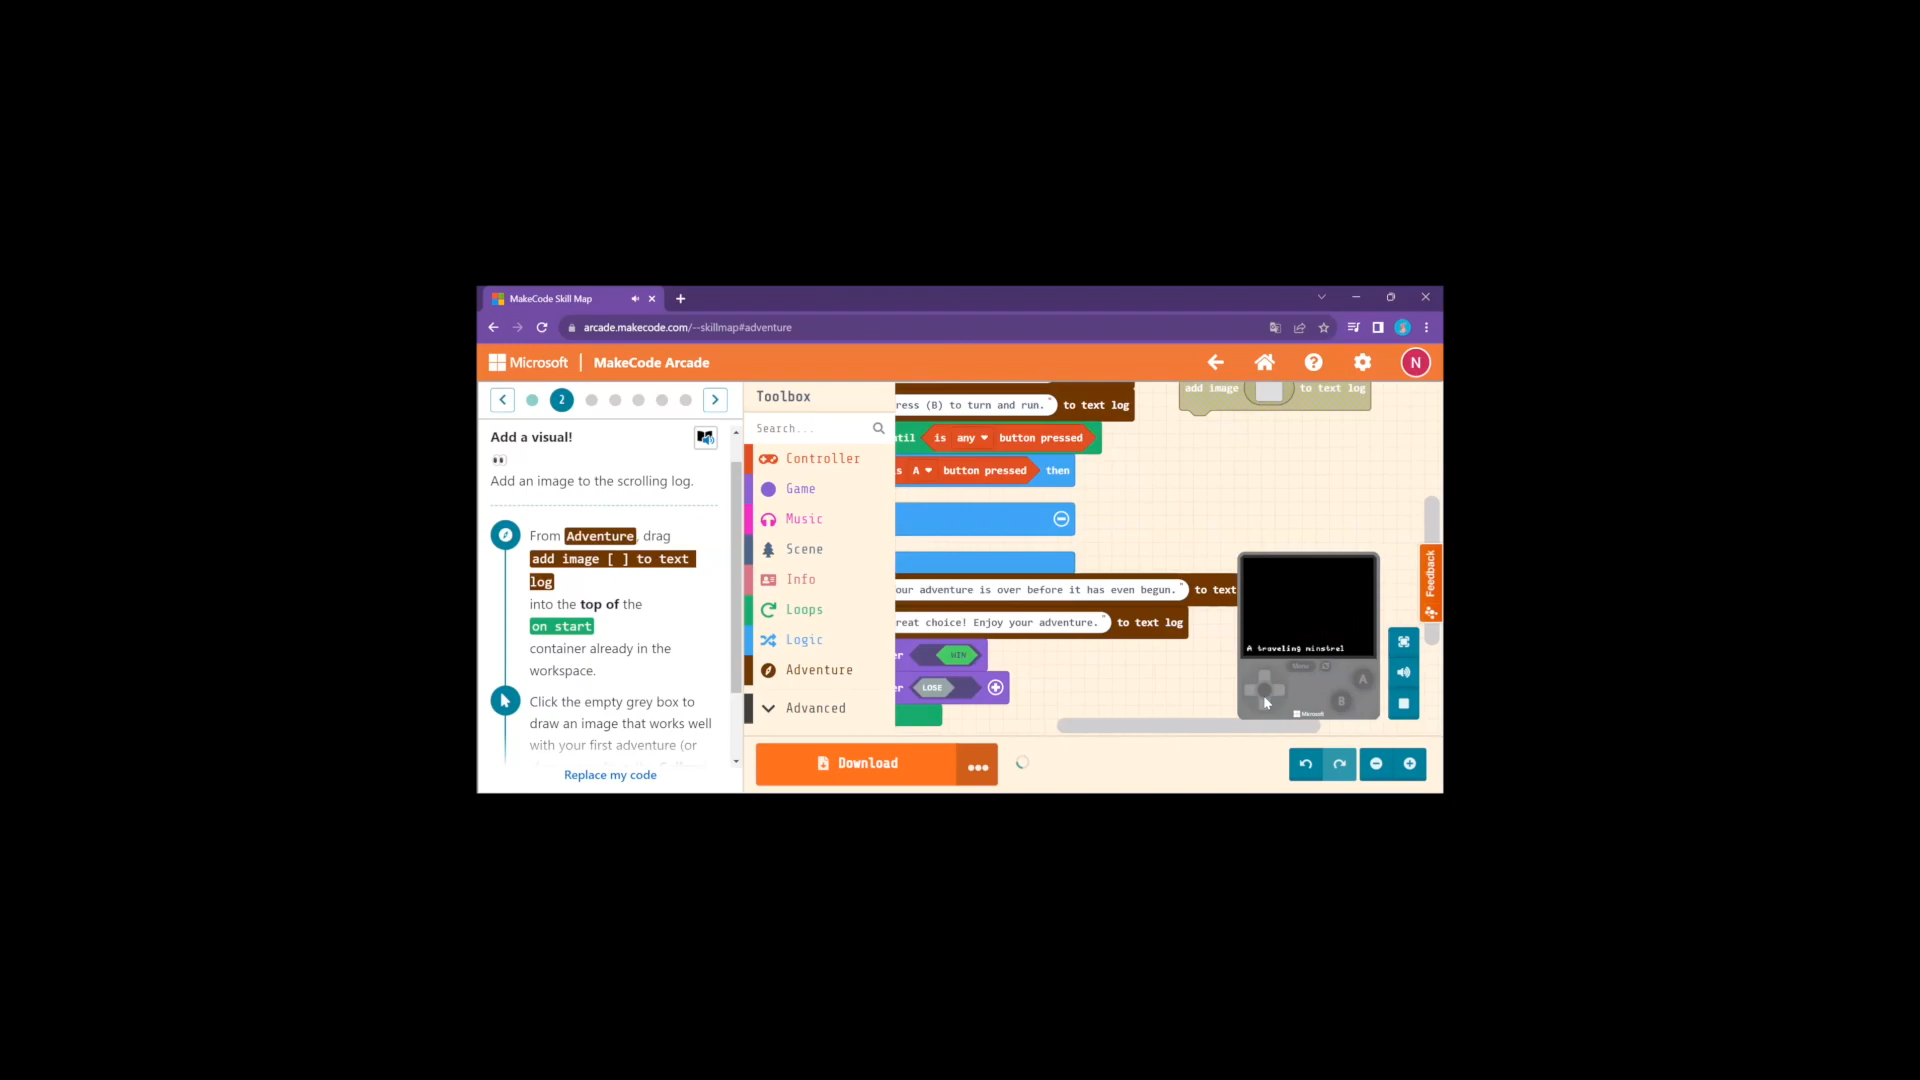 MakeCode Skill Map
arcade.makecode.com/--skillmap#adventure
Microsoft | MakeCode Arcade
N
2
Add a visual!
Add an image to the scrolling log.
From Adventure, drag
add image [ ] to text
log
into the top of the
on start
container already in the
workspace.
Click the empty grey box to
draw an image that works well
with your first adventure (or
Replace my code
Toolbox
Search...
Controller
Game
Music
Scene
Info
Loops
Logic
Adventure
Advanced
add image to text log
ress (B) to turn and run." to text log
til is any button pressed
s A button pressed then
our adventure is over before it has even begun." to text
reat choice! Enjoy your adventure." to text log
r WIN
r LOSE
A traveling minstrel
Menu
A
B
Microsoft
Feedback
Download